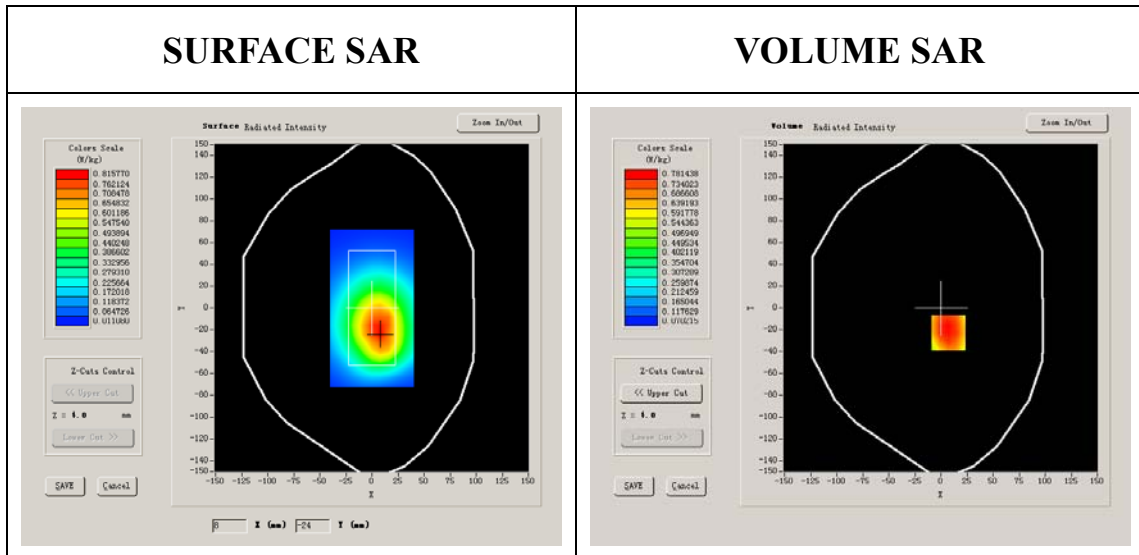 SURFACE SAR
VOLUME SAR
Surface Radiated Intensity
Zoom In/Out
Colors Scale
(W/kg)
0.815770
0.762124
0.708478
0.654832
0.601186
0.547540
0.493894
0.440248
0.386602
0.332956
0.279310
0.225664
0.172018
0.118372
0.064726
0.011080
150
140
120
100
80
60
40
20
0
-20
-40
-60
-80
-100
-120
-140
-150
Y
-150 -125 -100 -75 -50 -25 0 25 50 75 100 125 150
X
Z-Cuts Control
<< Upper Cut
Z = 4.0 mm
Lower Cut >>
SAVE Cancel
8 X (mm) -24 Y (mm)
Volume Radiated Intensity
Zoom In/Out
Colors Scale
(W/kg)
0.781438
0.734023
0.686608
0.639193
0.591778
0.544363
0.496949
0.449534
0.402119
0.354704
0.307289
0.259874
0.212459
0.165044
0.117629
0.070215
150
140
120
100
80
60
40
20
0
-20
-40
-60
-80
-100
-120
-140
-150
Y
-150 -125 -100 -75 -50 -25 0 25 50 75 100 125 150
X
Z-Cuts Control
<< Upper Cut
Z = 4.0 mm
Lower Cut >>
SAVE Cancel